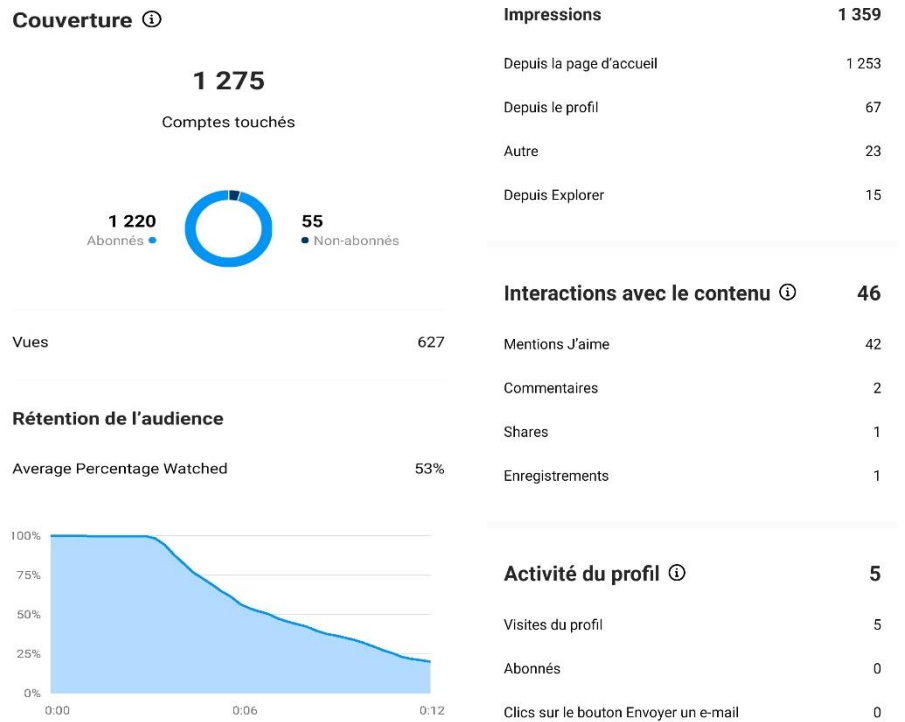 Couverture
1 275
Comptes touchés
1 220
Abonnés
55
Non-abonnés
Vues 627
Rétention de l'audience
Average Percentage Watched 53%
100%
75%
50%
25%
0%
0:00 0:06 0:12
Impressions 1 359
Depuis la page d'accueil 1 253
Depuis le profil 67
Autre 23
Depuis Explorer 15
Interactions avec le contenu 46
Mentions J'aime 42
Commentaires 2
Shares 1
Enregistrements 1
Activité du profil 5
Visites du profil 5
Abonnés 0
Clics sur le bouton Envoyer un e-mail 0